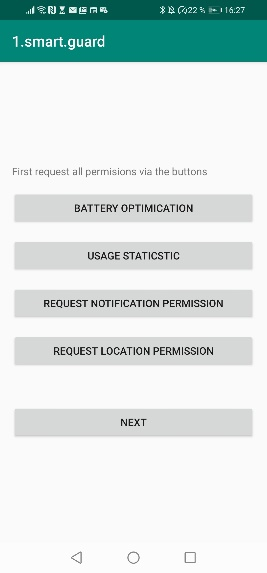 22 % 16:27
1.smart.guard
First request all permisions via the buttons
BATTERY OPTIMICATION
USAGE STATICSTIC
REQUEST NOTIFICATION PERMISSION
REQUEST LOCATION PERMISSION
NEXT